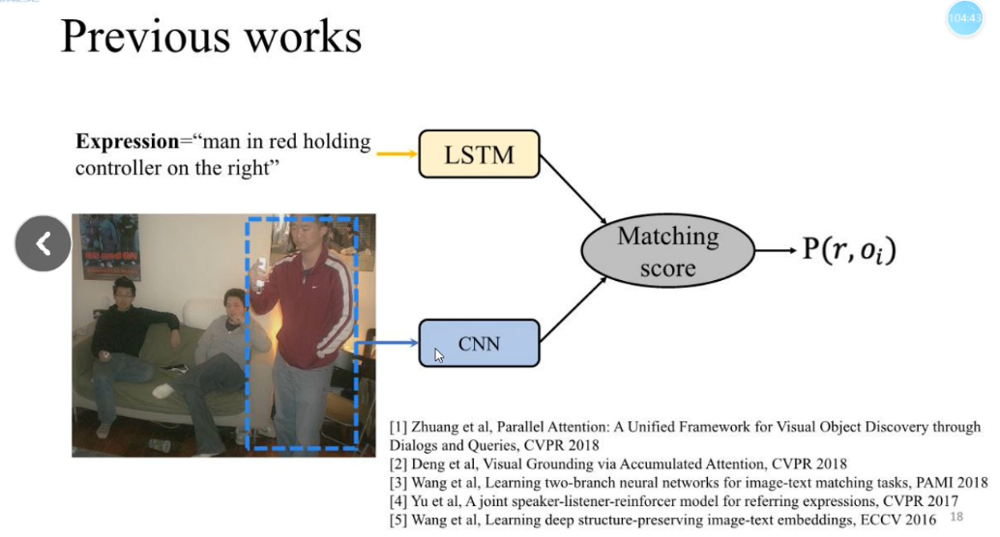 104:43
Previous works
Expression=“man in red holding
controller on the right”
LSTM
Matching
score
P(r, oᵢ)
CNN
[1] Zhuang et al, Parallel Attention: A Unified Framework for Visual Object Discovery through
Dialogs and Queries, CVPR 2018
[2] Deng et al, Visual Grounding via Accumulated Attention, CVPR 2018
[3] Wang et al, Learning two-branch neural networks for image-text matching tasks, PAMI 2018
[4] Yu et al, A joint speaker-listener-reinforcer model for referring expressions, CVPR 2017
[5] Wang et al, Learning deep structure-preserving image-text embeddings, ECCV 2016
18